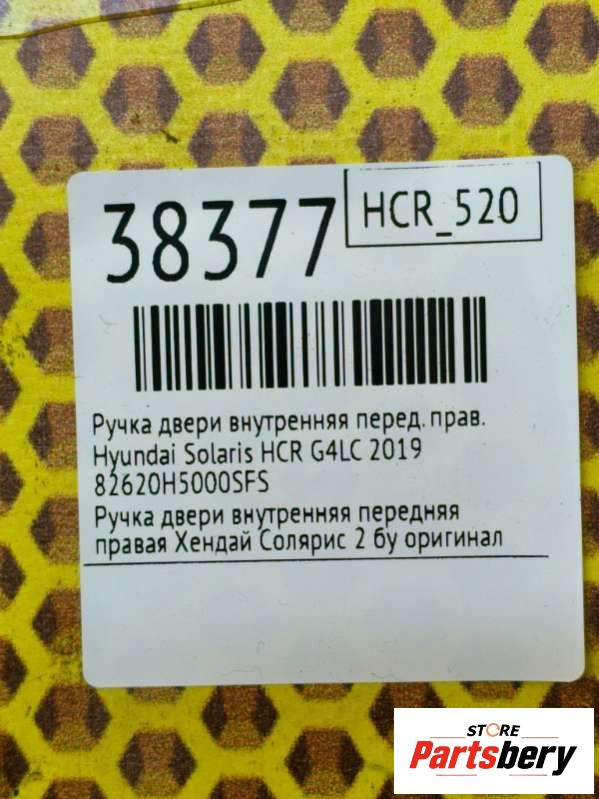 38377
HCR_520
Ручка двери внутренняя перед. прав.
Hyundai Solaris HCR G4LC 2019
82620H5000SFS
Ручка двери внутренняя передняя
правая Хендай Солярис 2 бу оригинал
STORE
Partsbery